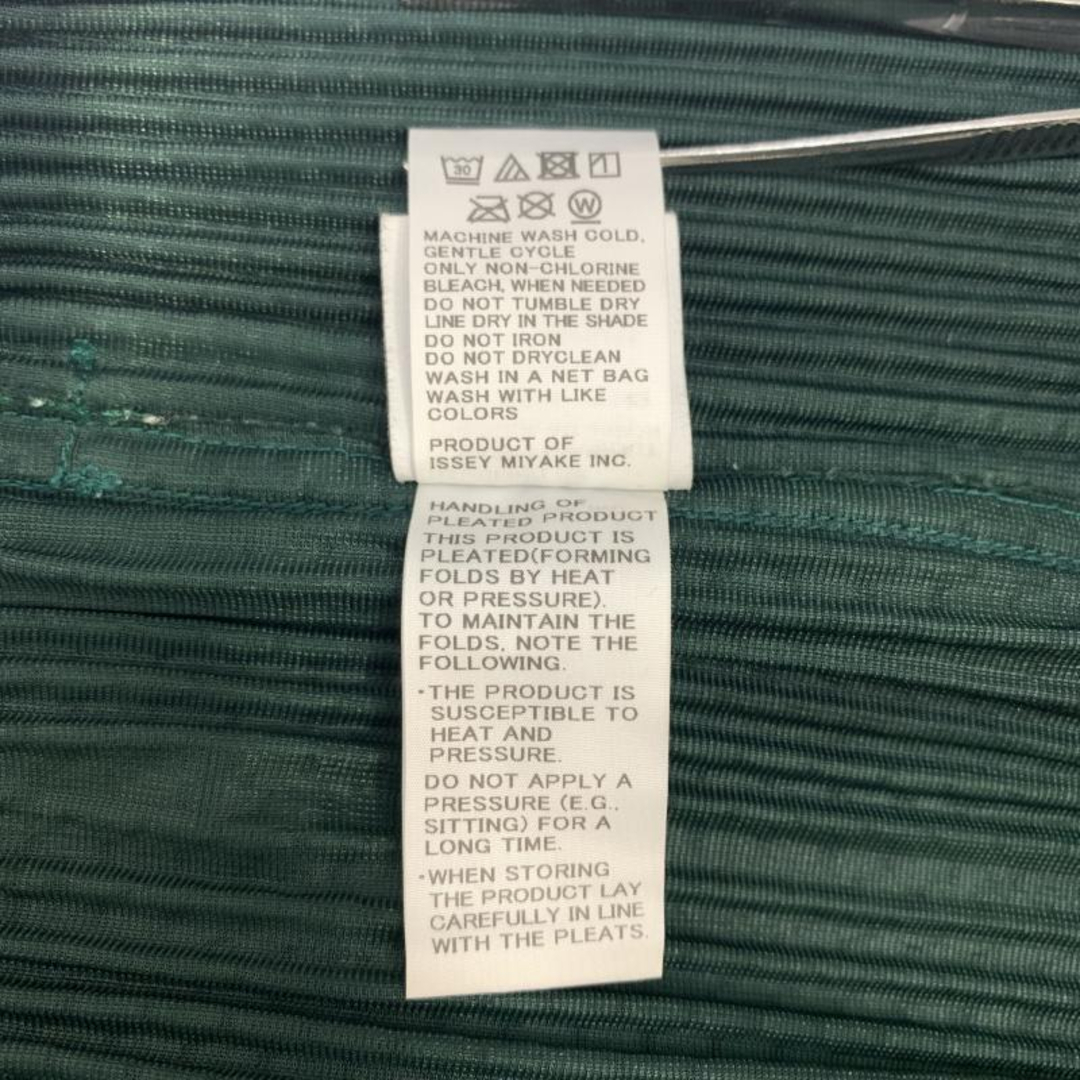 30
W
MACHINE WASH COLD,
GENTLE CYCLE
ONLY NON-CHLORINE
BLEACH, WHEN NEEDED
DO NOT TUMBLE DRY
LINE DRY IN THE SHADE
DO NOT IRON
DO NOT DRYCLEAN
WASH IN A NET BAG
WASH WITH LIKE
COLORS
PRODUCT OF
ISSEY MIYAKE INC.
HANDLING OF
PLEATED PRODUCT
THIS PRODUCT IS
PLEATED(FORMING
FOLDS BY HEAT
OR PRESSURE).
TO MAINTAIN THE
FOLDS, NOTE THE
FOLLOWING.
・THE PRODUCT IS
SUSCEPTIBLE TO
HEAT AND
PRESSURE.
DO NOT APPLY A
PRESSURE (E.G.,
SITTING) FOR A
LONG TIME.
・WHEN STORING
THE PRODUCT LAY
CAREFULLY IN LINE
WITH THE PLEATS.